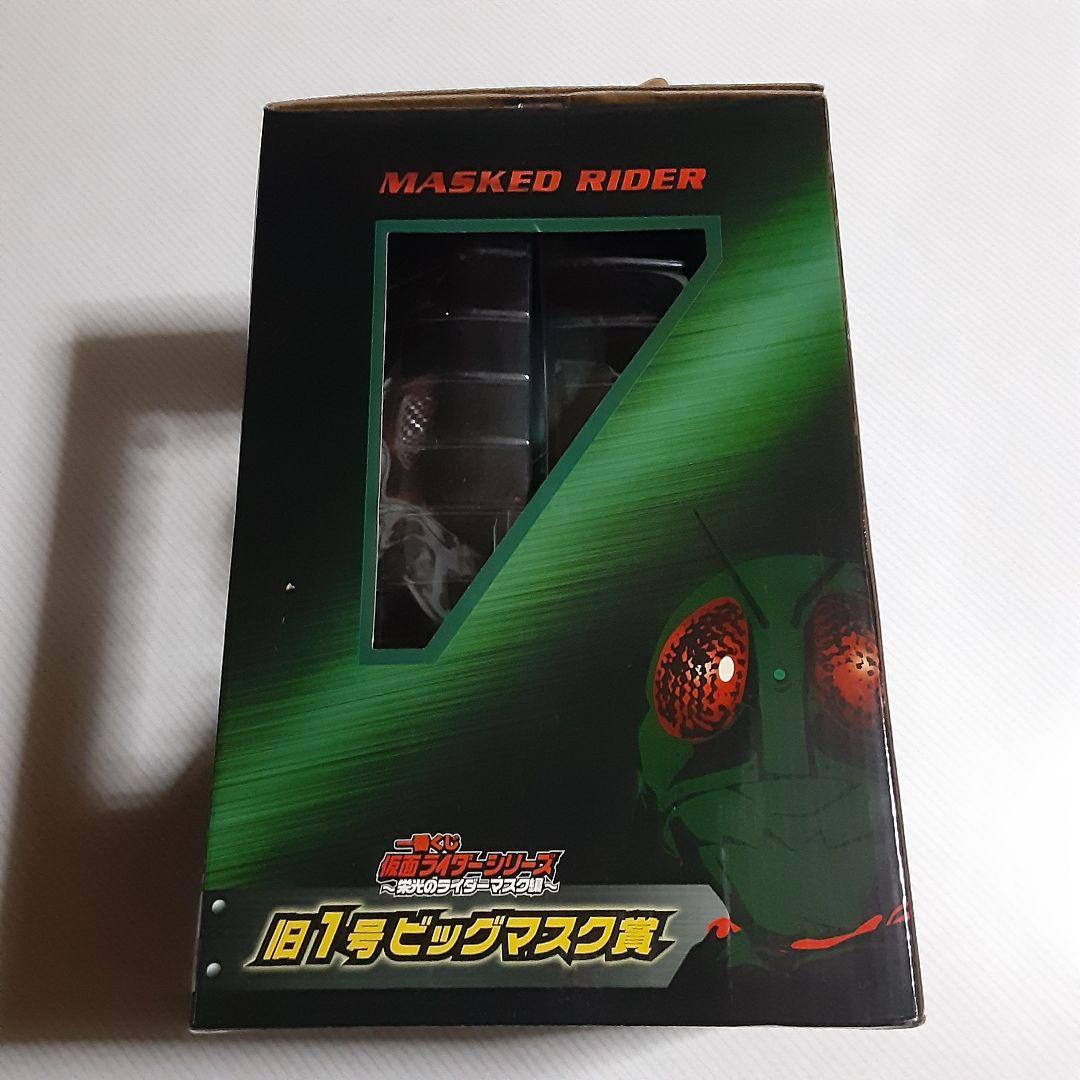 MASKED RIDER
一番くじ
仮面ライダーシリーズ
～栄光のライダーマスク編～
旧1号ビッグマスク賞